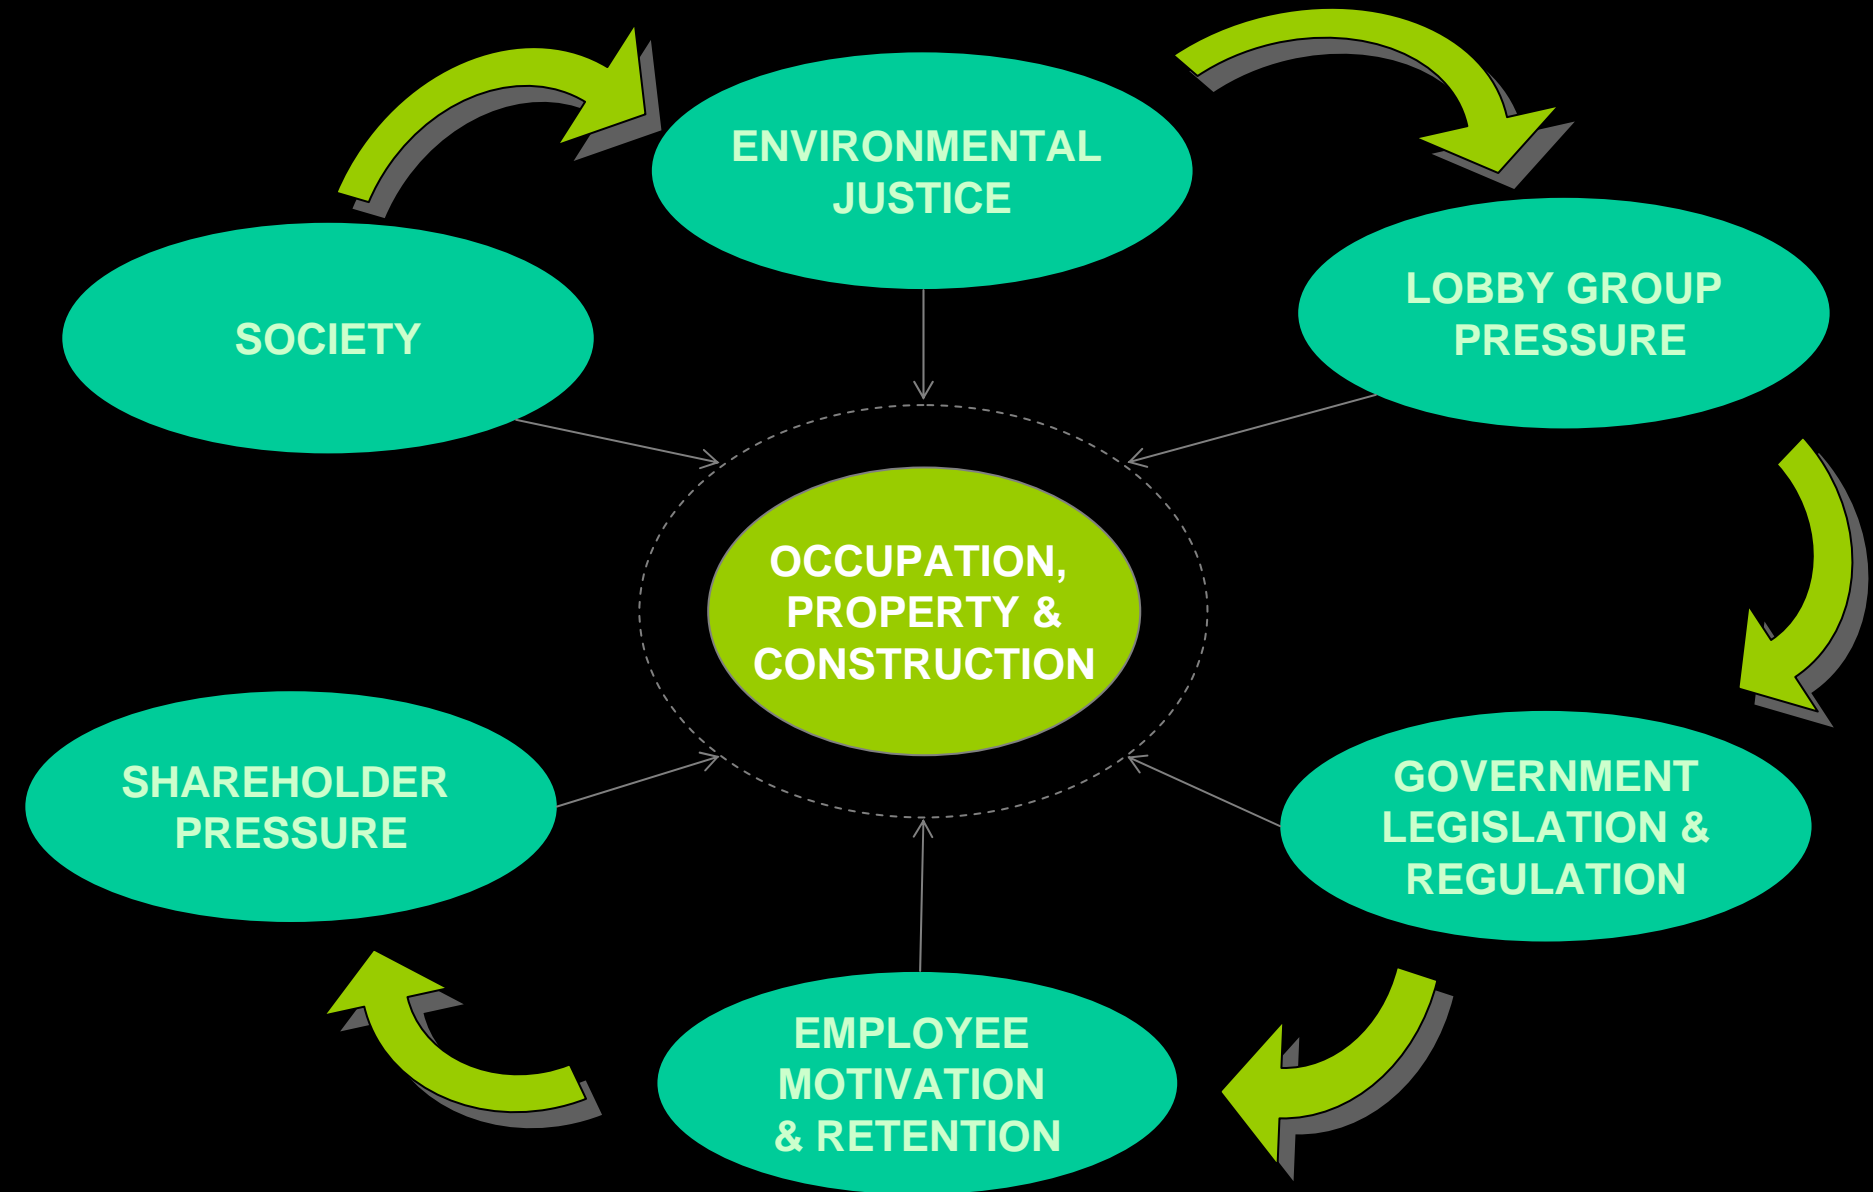 ENVIRONMENTAL
JUSTICE
LOBBY GROUP
PRESSURE
SOCIETY
OCCUPATION,
PROPERTY &
CONSTRUCTION
SHAREHOLDER
PRESSURE
GOVERNMENT
LEGISLATION &
REGULATION
EMPLOYEE
MOTIVATION
& RETENTION